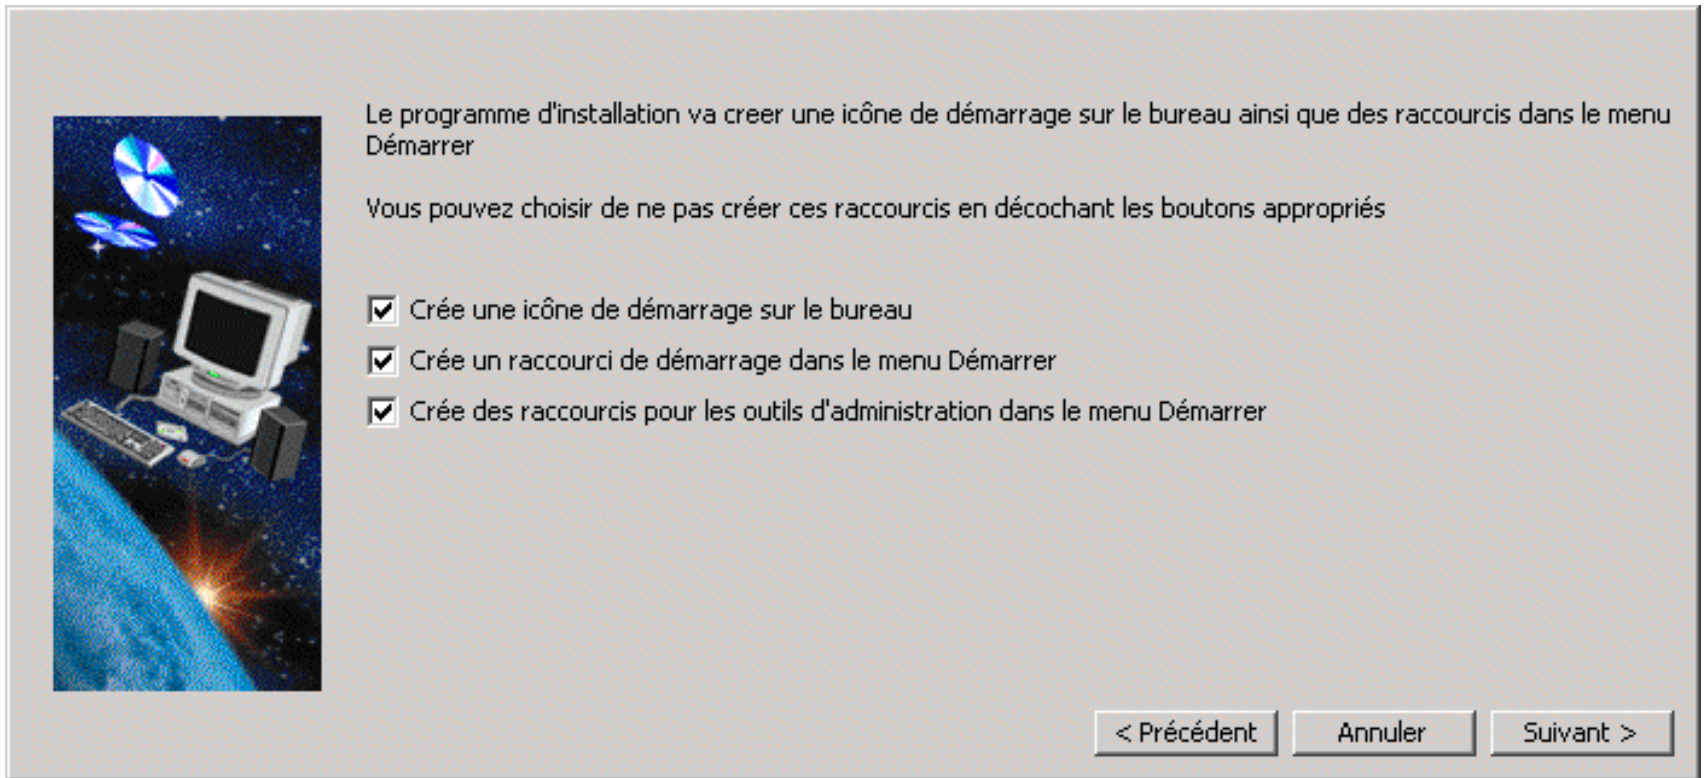 Le programme d'installation va creer une icône de démarrage sur le bureau ainsi que des raccourcis dans le menu
Démarrer
Vous pouvez choisir de ne pas créer ces raccourcis en décochant les boutons appropriés
Crée une icône de démarrage sur le bureau
Crée un raccourci de démarrage dans le menu Démarrer
Crée des raccourcis pour les outils d'administration dans le menu Démarrer
< Précédent Annuler Suivant >